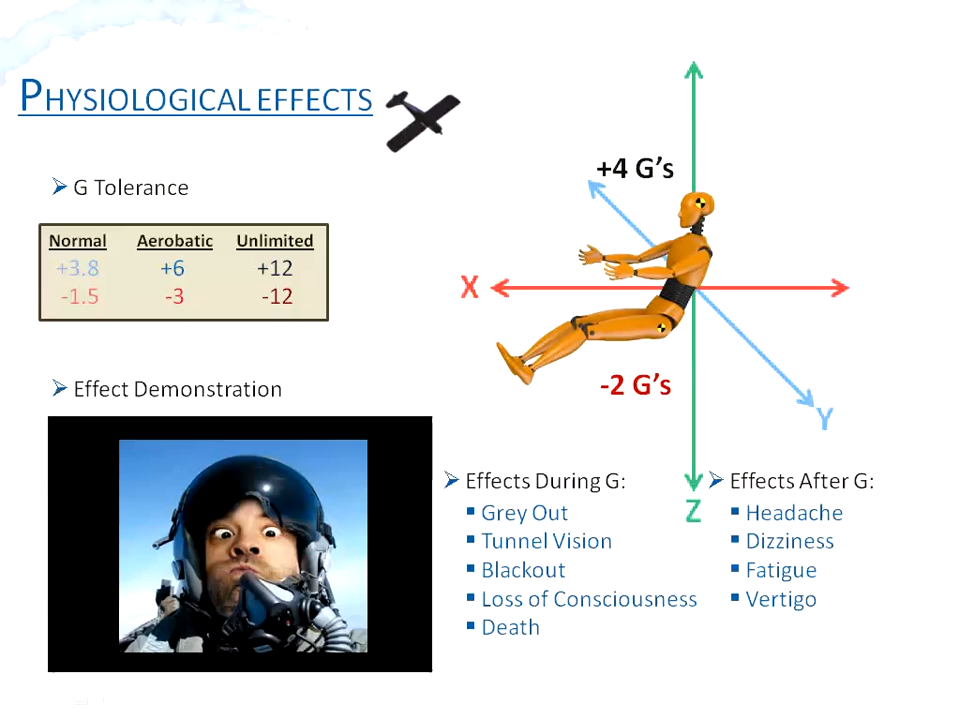 PHYSIOLOGICAL EFFECTS
G Tolerance
Normal Aerobatic Unlimited
+3.8 +6 +12
-1.5 -3 -12
Effect Demonstration
+4 G's
X
-2 G's
Y
Z
Effects During G:
Grey Out
Tunnel Vision
Blackout
Loss of Consciousness
Death
Effects After G:
Headache
Dizziness
Fatigue
Vertigo